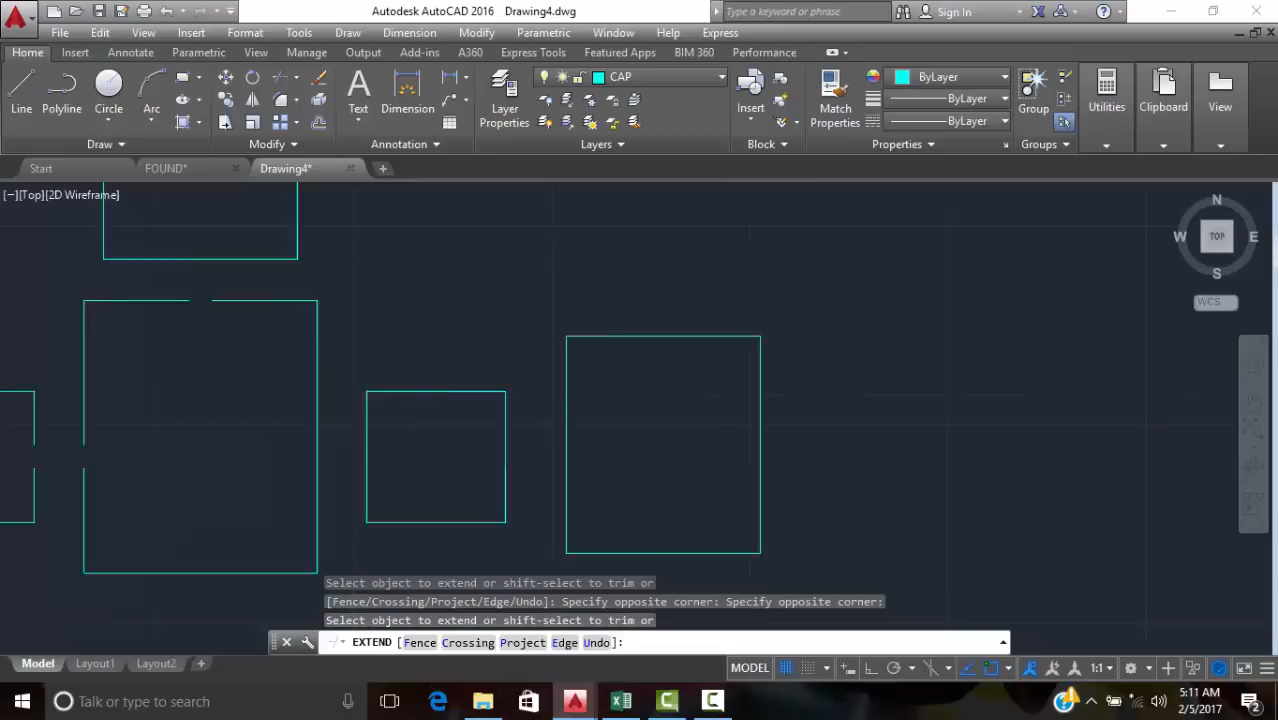 Autodesk AutoCAD 2016 Drawing4.dwg
Type a keyword or phrase
Sign In
File Edit View Insert Format Tools Draw Dimension Modify Parametric Window Help Express
Home Insert Annotate Parametric View Manage Output Add-ins A360 Express Tools Featured Apps BIM 360 Performance
CAP
ByLayer
ByLayer
ByLayer
Line Polyline Circle Arc Text Dimension Layer Properties Insert Match Properties Group Utilities Clipboard View
Draw Modify Annotation Layers Block Properties Groups
Start FOUND* Drawing4*
[−][Top][2D Wireframe]
N
W TOP E
S
WCS
Select object to extend or shift-select to trim or
[Fence/Crossing/Project/Edge/Undo]: Specify opposite corner: Specify opposite corner:
Select object to extend or shift-select to trim or
EXTEND [Fence Crossing Project Edge Undo]:
Model Layout1 Layout2
MODEL
1:1
Talk or type to search
5:11 AM
2/5/2017
2